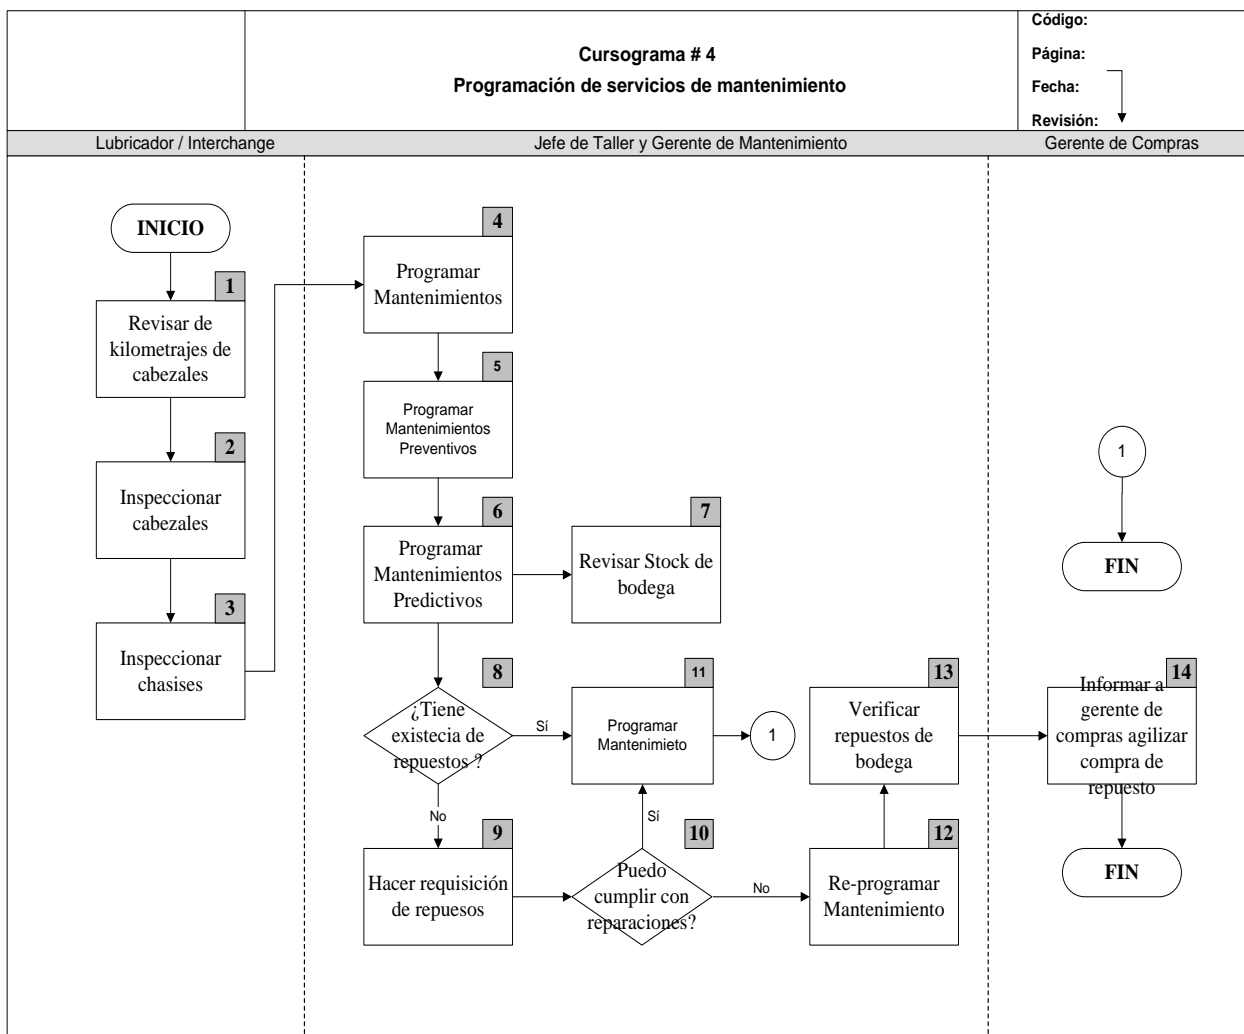 Cursograma # 4
Programación de servicios de mantenimiento
Código:
Página:
Fecha:
Revisión:
Lubricador / Interchange
Jefe de Taller y Gerente de Mantenimiento
Gerente de Compras
INICIO
1
Revisar de
kilometrajes de
cabezales
2
Inspeccionar
cabezales
3
Inspeccionar
chasises
4
Programar
Mantenimientos
5
Programar
Mantenimientos
Preventivos
6
Programar
Mantenimientos
Predictivos
7
Revisar Stock de
bodega
8
¿Tiene
existecia de
repuestos ?
Sí
No
9
Hacer requisición
de repuesos
10
Puedo
cumplir con
reparaciones?
Sí
No
11
Programar
Mantenimieto
1
12
Re-programar
Mantenimiento
13
Verificar
repuestos de
bodega
1
FIN
14
Informar a
gerente de
compras agilizar
compra de
repuesto
FIN